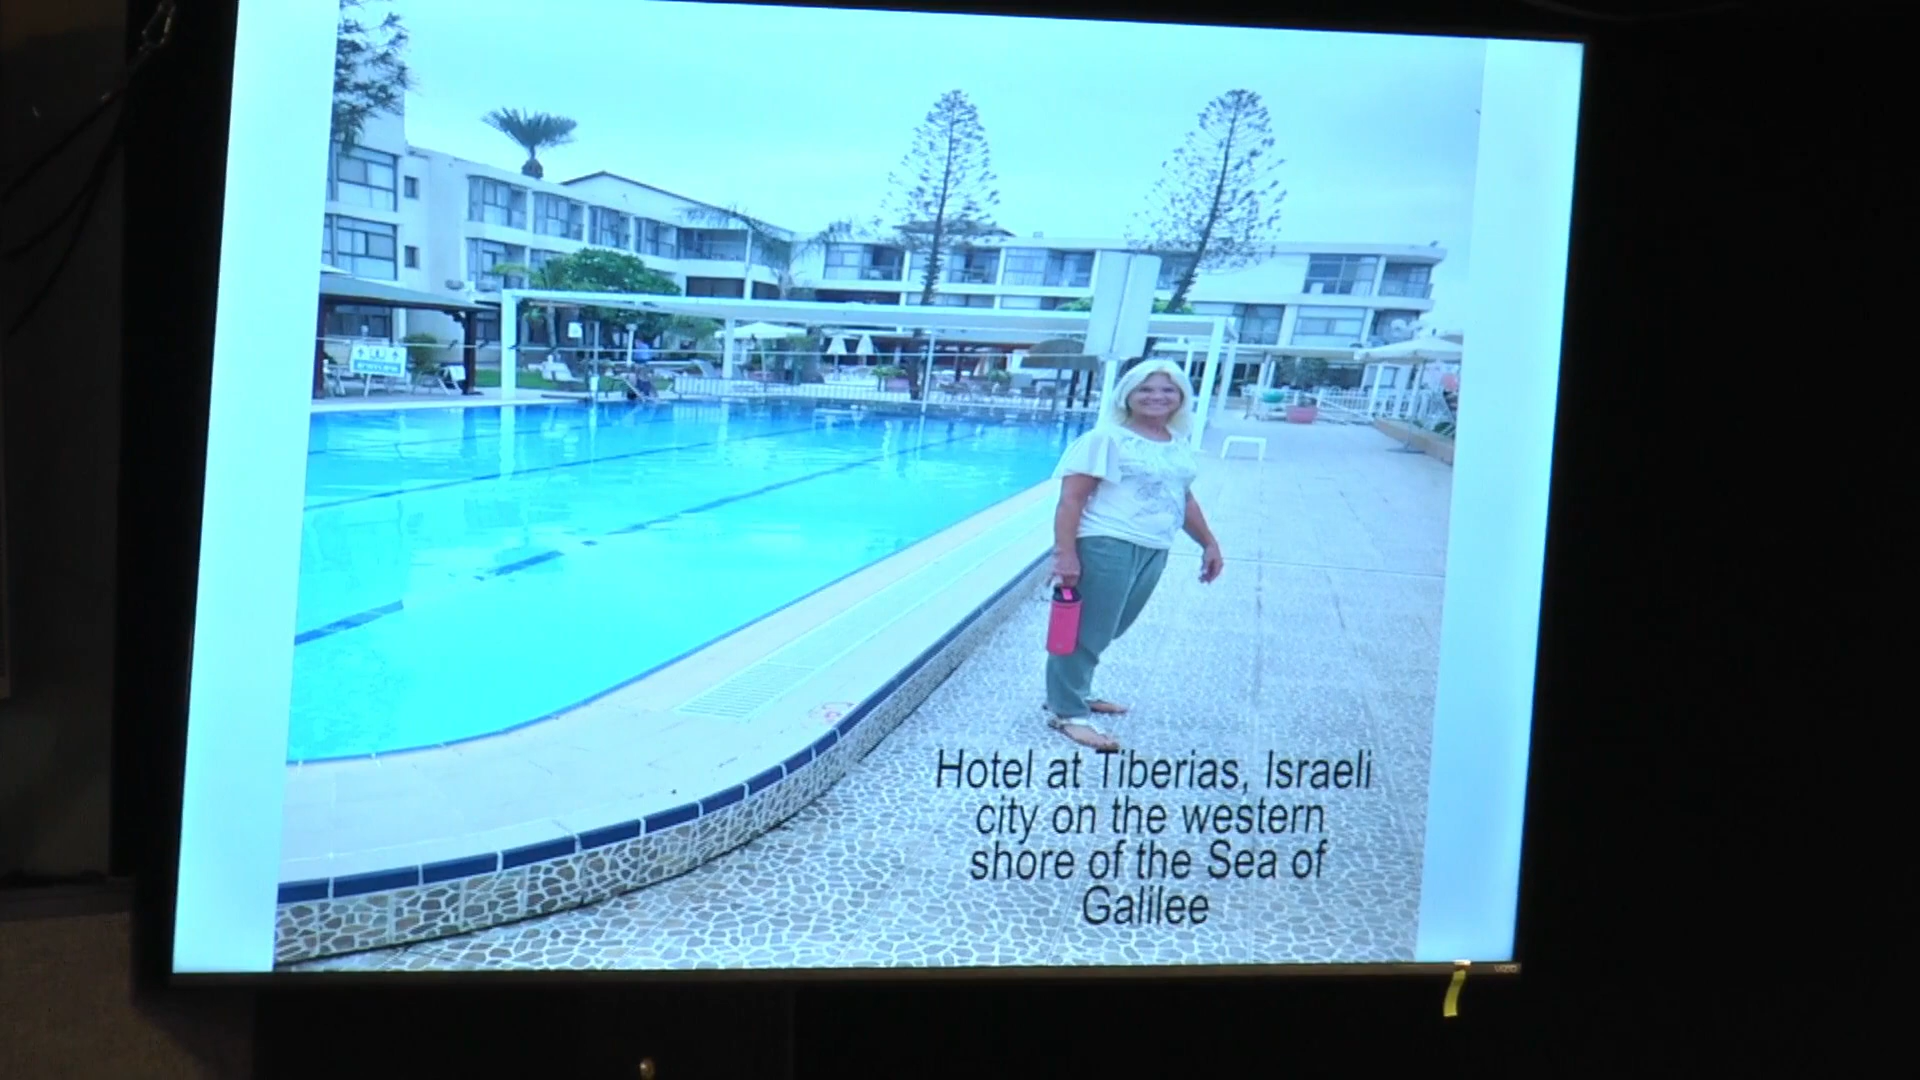 Hotel at Tiberias, Israeli
city on the western
shore of the Sea of
Galilee